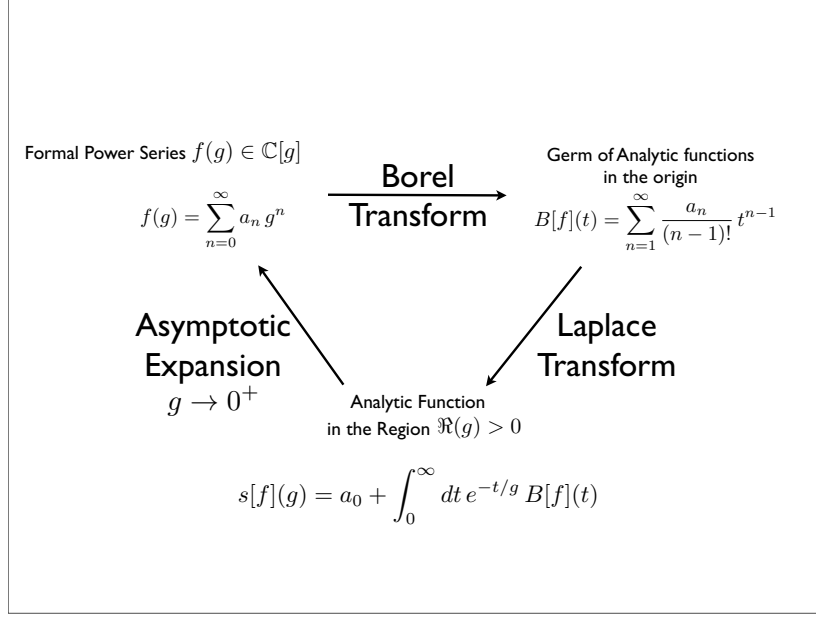 Formal Power Series $f(g) \in \mathbb{C}[g]$
$f(g) = \sum_{n=0}^{\infty} a_n \, g^n$
Borel
Transform
Germ of Analytic functions
in the origin
$B[f](t) = \sum_{n=1}^{\infty} \frac{a_n}{(n-1)!} \, t^{n-1}$
Asymptotic
Expansion
$g \to 0^+$
Laplace
Transform
Analytic Function
in the Region $\Re(g) > 0$
$s[f](g) = a_0 + \int_0^{\infty} dt \, e^{-t/g} \, B[f](t)$